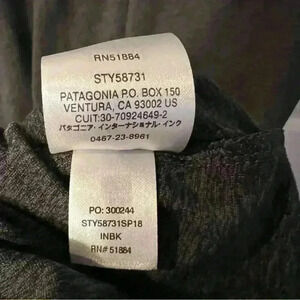 RN51884
STY58731
PATAGONIA P.O. BOX 150
VENTURA, CA 93002 US
CUIT:30-70924649-2
パタゴニア・インターナショナル・インク
0467-23-8961
PO: 300244
STY58731SP18
INBK
RN# 51884